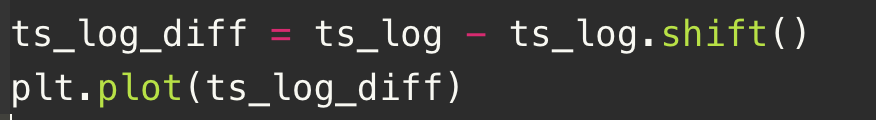 ts_log_diff = ts_log - ts_log.shift()
plt.plot(ts_log_diff)